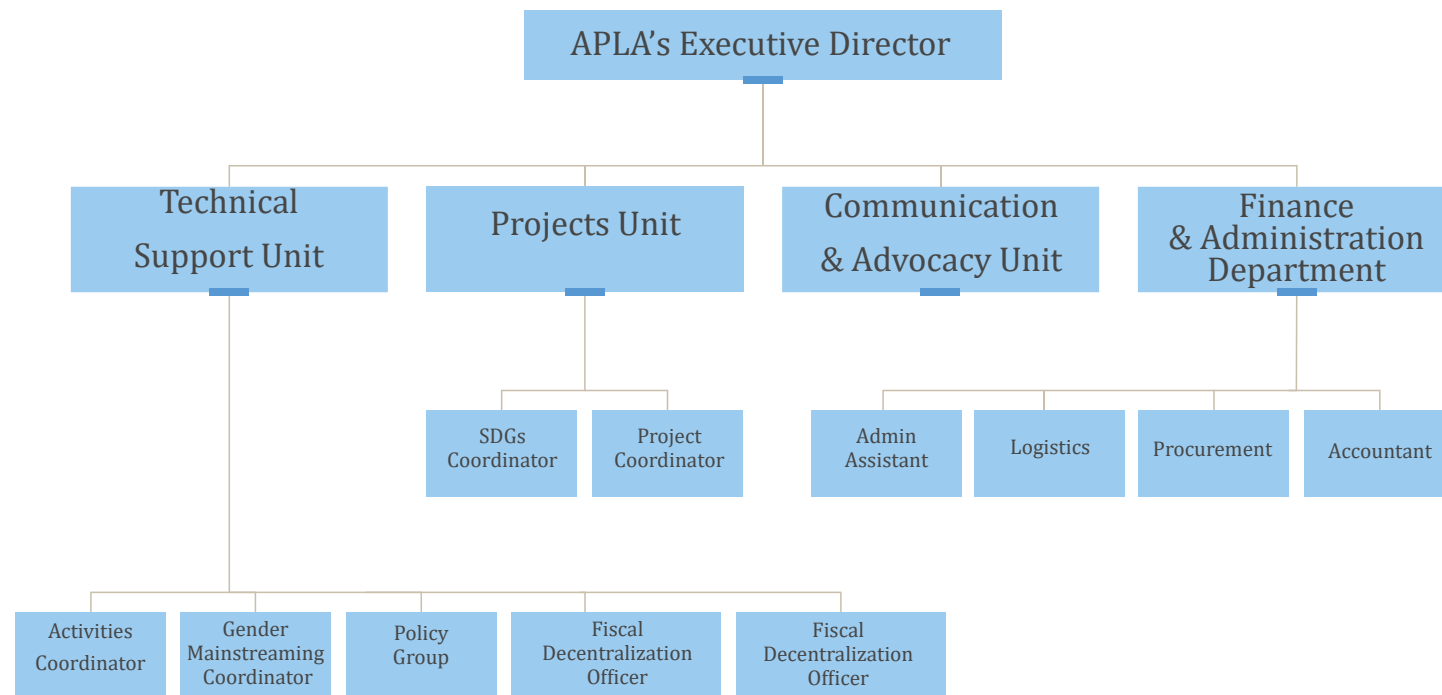 APLA’s Executive Director
Technical
Support Unit
Projects Unit
Communication
& Advocacy Unit
Finance
& Administration
Department
SDGs
Coordinator
Project
Coordinator
Admin
Assistant
Logistics
Procurement
Accountant
Activities
Coordinator
Gender
Mainstreaming
Coordinator
Policy
Group
Fiscal
Decentralization
Officer
Fiscal
Decentralization
Officer